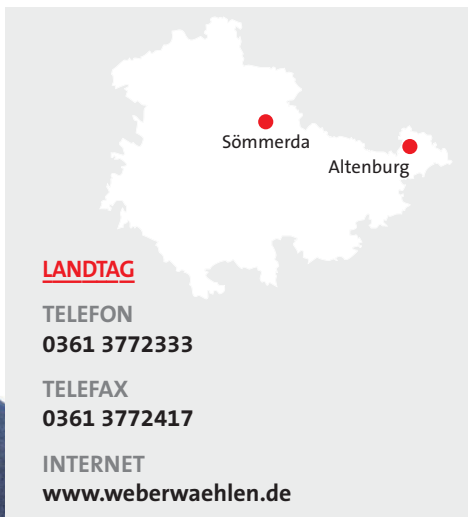 Sömmerda
Altenburg
LANDTAG
TELEFON
0361 3772333
TELEFAX
0361 3772417
INTERNET
www.weberwaehlen.de